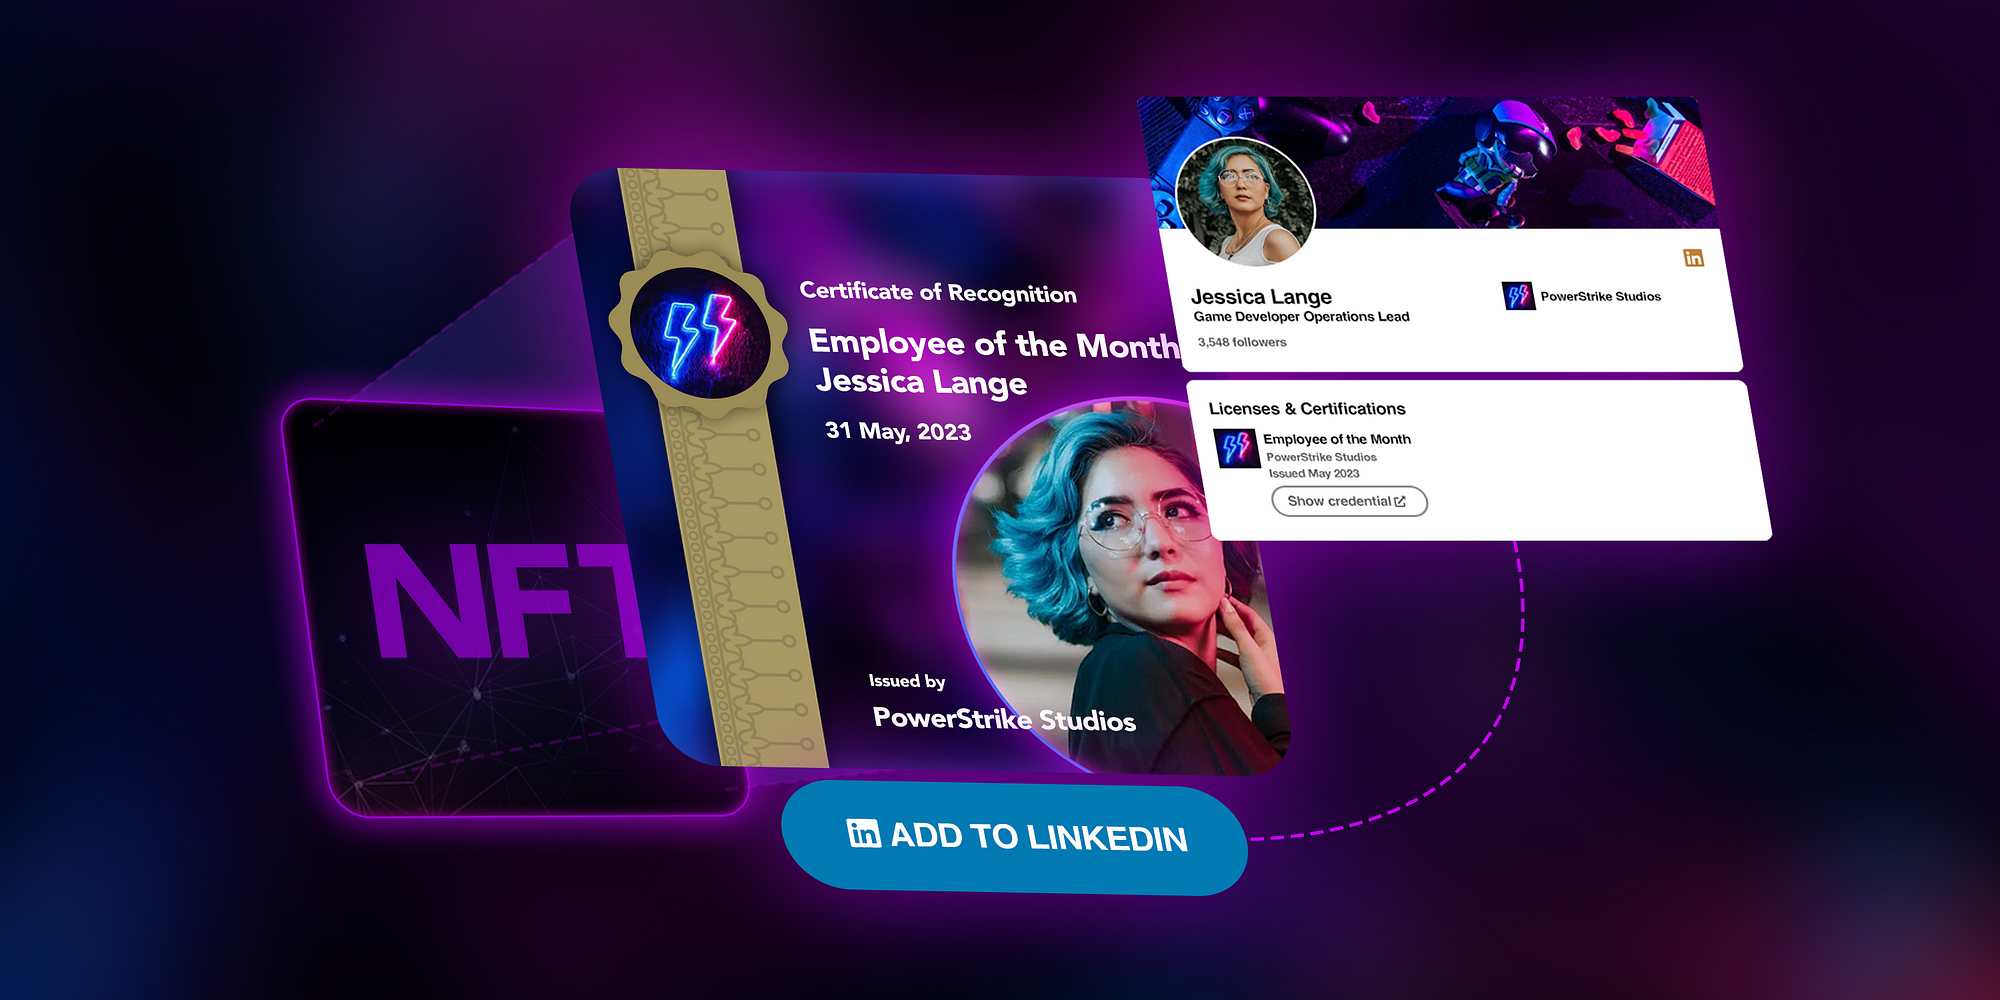 NFT
Certificate of Recognition
Employee of the Month
Jessica Lange
31 May, 2023
Issued by
PowerStrike Studios
in ADD TO LINKEDIN
in
Jessica Lange
Game Developer Operations Lead
3,548 followers
PowerStrike Studios
Licenses & Certifications
Employee of the Month
PowerStrike Studios
Issued May 2023
Show credential